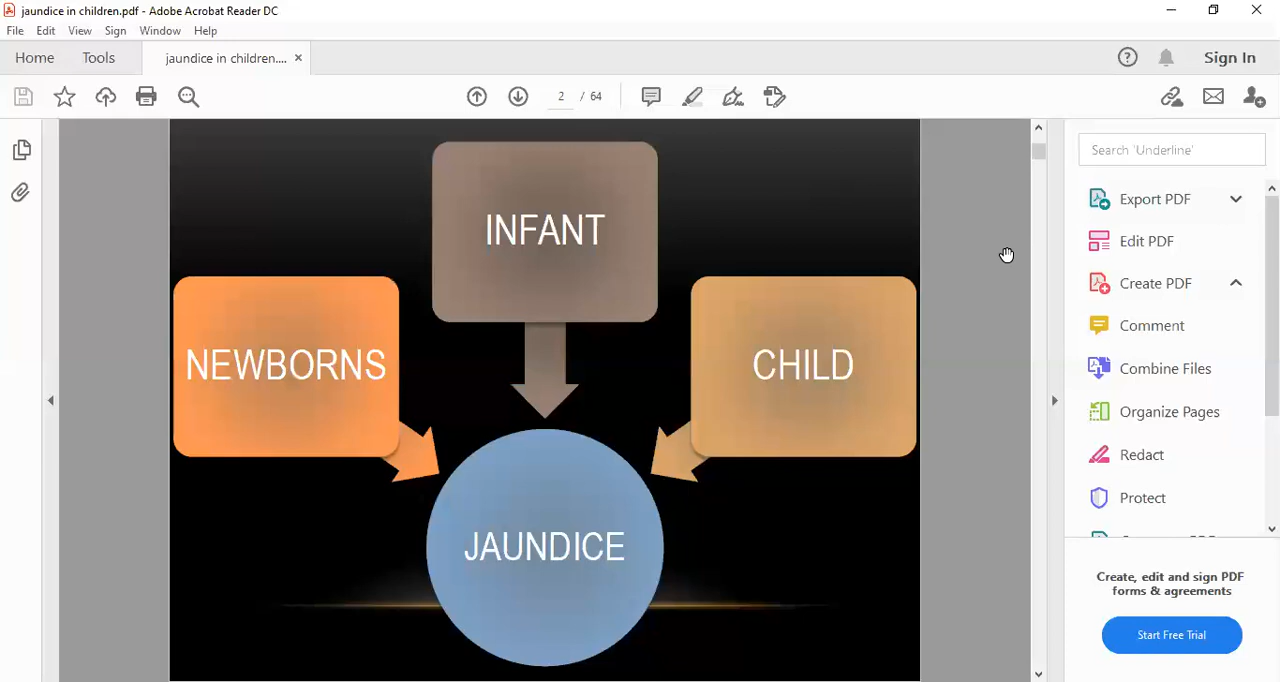 jaundice in children.pdf - Adobe Acrobat Reader DC
File Edit View Sign Window Help
Home Tools jaundice in children.... × Sign In
2 / 64
Search 'Underline'
Export PDF
Edit PDF
Create PDF
Comment
Combine Files
Organize Pages
Redact
Protect
Create, edit and sign PDF
forms & agreements
Start Free Trial
INFANT
NEWBORNS
CHILD
JAUNDICE